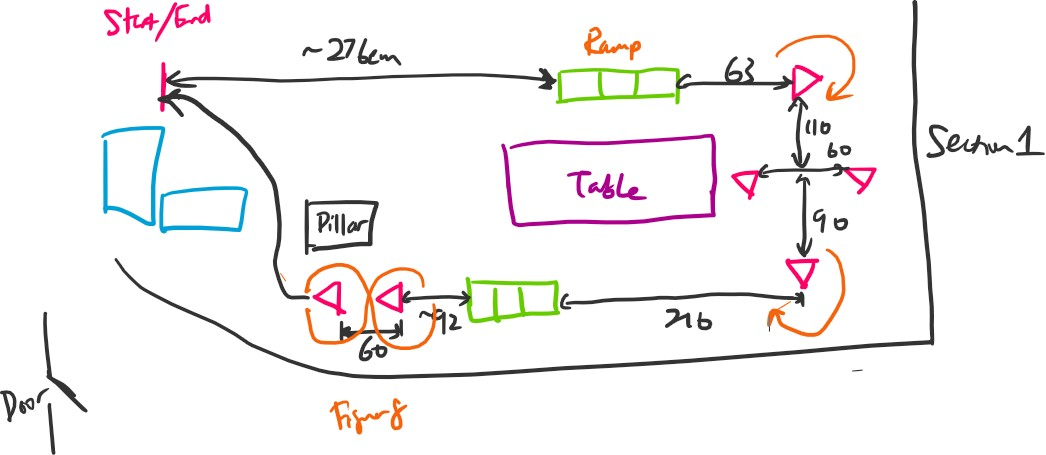 Start/End
~276cm
Ramp
63
110
60
Section 1
Table
90
Pillar
~92
216
60
Door
Figure 8